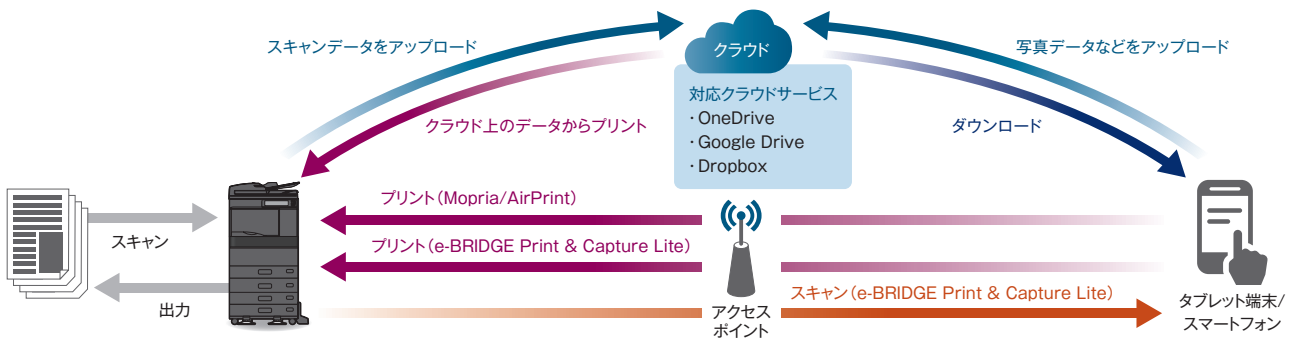 スキャンデータをアップロード
クラウド
写真データなどをアップロード
対応クラウドサービス
・OneDrive
・Google Drive
・Dropbox
クラウド上のデータからプリント
ダウンロード
プリント(Mopria/AirPrint)
スキャン
プリント(e-BRIDGE Print & Capture Lite)
スキャン(e-BRIDGE Print & Capture Lite)
出力
アクセス
ポイント
タブレット端末/
スマートフォン